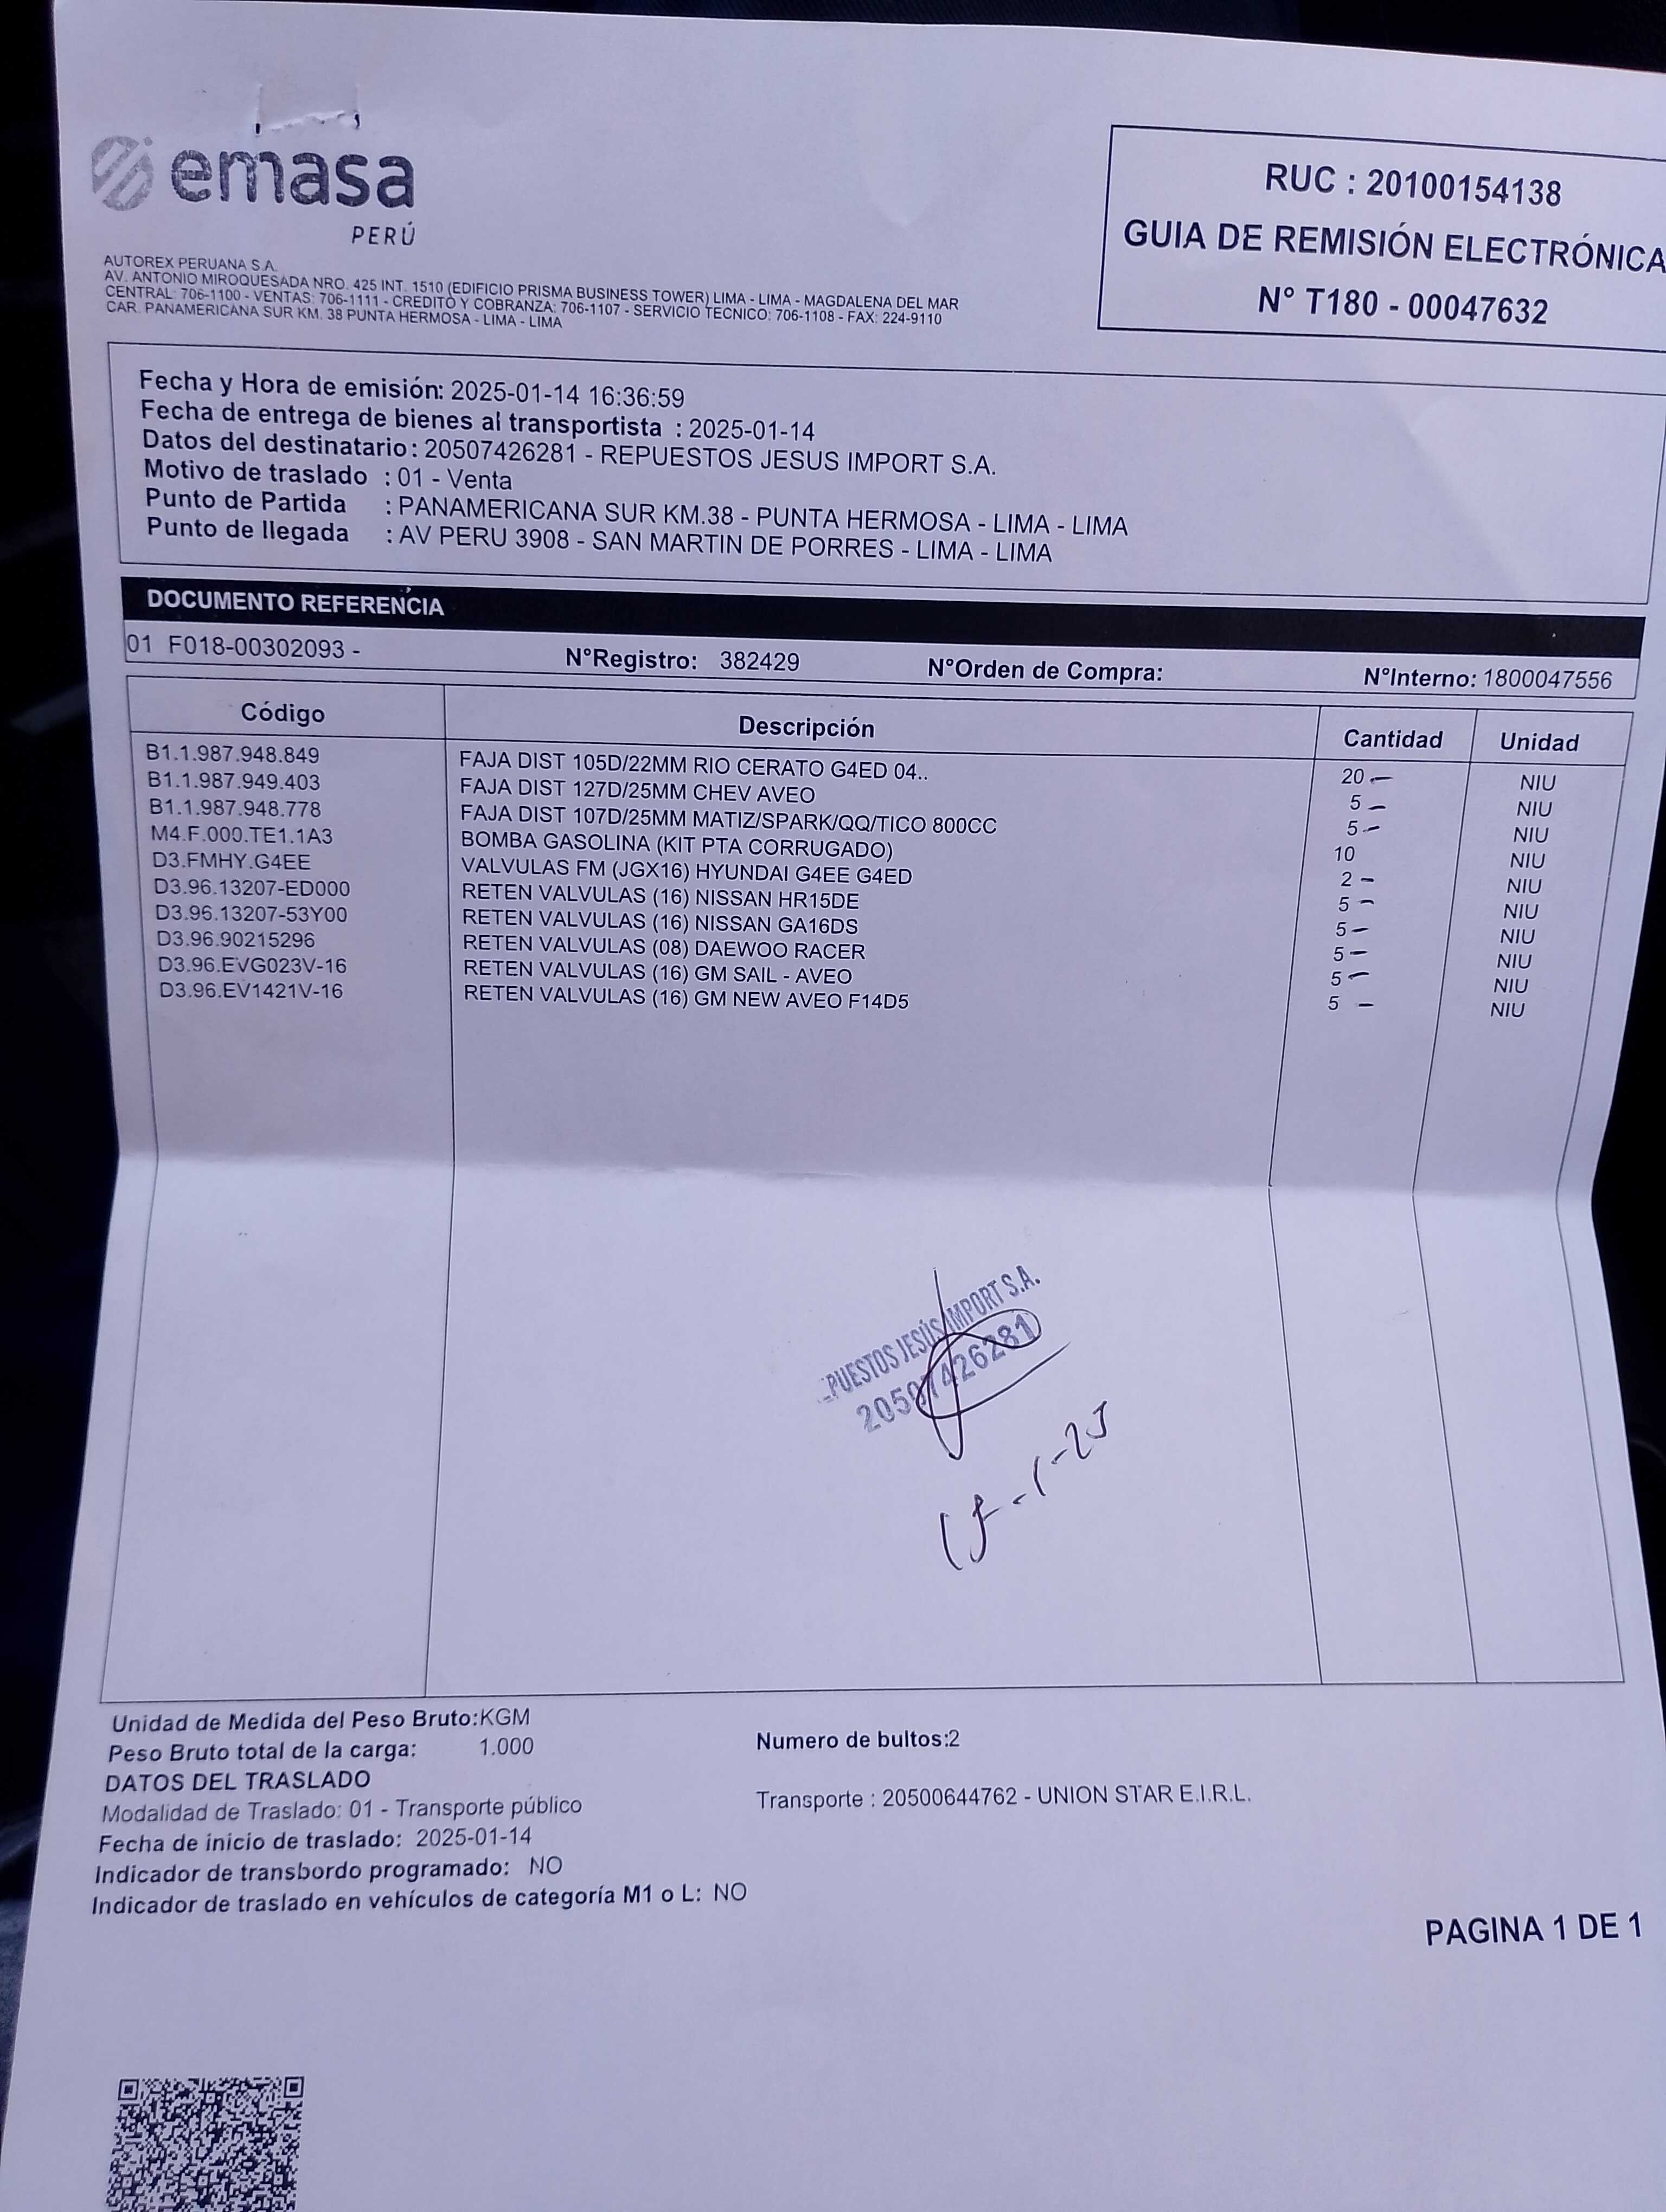 emasa
PERÚ
RUC : 20100154138
GUIA DE REMISIÓN ELECTRÓNICA
N° T180 - 00047632
AUTOREX PERUANA S.A.
AV. ANTONIO MIROQUESADA NRO. 425 INT. 1510 (EDIFICIO PRISMA BUSINESS TOWER) LIMA - LIMA - MAGDALENA DEL MAR
CENTRAL: 706-1100 - VENTAS: 706-1111 - CREDITO Y COBRANZA: 706-1107 - SERVICIO TECNICO: 706-1108 - FAX: 224-9110
CAR. PANAMERICANA SUR KM. 38 PUNTA HERMOSA - LIMA - LIMA
Fecha y Hora de emisión: 2025-01-14 16:36:59
Fecha de entrega de bienes al transportista : 2025-01-14
Datos del destinatario: 20507426281 - REPUESTOS JESUS IMPORT S.A.
Motivo de traslado : 01 - Venta
Punto de Partida : PANAMERICANA SUR KM.38 - PUNTA HERMOSA - LIMA - LIMA
Punto de llegada : AV PERU 3908 - SAN MARTIN DE PORRES - LIMA - LIMA
DOCUMENTO REFERENCIA
01 F018-00302093 - N°Registro: 382429 N°Orden de Compra: N°Interno: 1800047556
Código Descripción Cantidad Unidad
B1.1.987.948.849 FAJA DIST 105D/22MM RIO CERATO G4ED 04.. 20 NIU
B1.1.987.949.403 FAJA DIST 127D/25MM CHEV AVEO 5 NIU
B1.1.987.948.778 FAJA DIST 107D/25MM MATIZ/SPARK/QQ/TICO 800CC 5 NIU
M4.F.000.TE1.1A3 BOMBA GASOLINA (KIT PTA CORRUGADO) 10 NIU
D3.FMHY.G4EE VALVULAS FM (JGX16) HYUNDAI G4EE G4ED 2 NIU
D3.96.13207-ED000 RETEN VALVULAS (16) NISSAN HR15DE 5 NIU
D3.96.13207-53Y00 RETEN VALVULAS (16) NISSAN GA16DS 5 NIU
D3.96.90215296 RETEN VALVULAS (08) DAEWOO RACER 5 NIU
D3.96.EVG023V-16 RETEN VALVULAS (16) GM SAIL - AVEO 5 NIU
D3.96.EV1421V-16 RETEN VALVULAS (16) GM NEW AVEO F14D5 5 NIU
PUESTOS JESÚS IMPORT S.A.
20507426281
Unidad de Medida del Peso Bruto:KGM
Peso Bruto total de la carga: 1.000 Numero de bultos:2
DATOS DEL TRASLADO
Modalidad de Traslado: 01 - Transporte público Transporte : 20500644762 - UNION STAR E.I.R.L.
Fecha de inicio de traslado: 2025-01-14
Indicador de transbordo programado: NO
Indicador de traslado en vehículos de categoría M1 o L: NO
PAGINA 1 DE 1